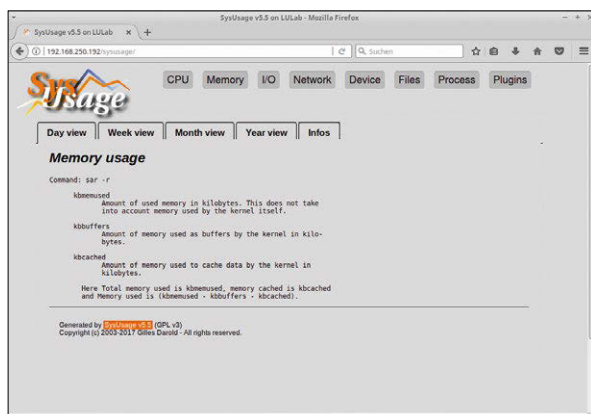 SysUsage v5.5 on LULab - Mozilla Firefox
SysUsage v5.5 on LULab
192.168.250.192/sysusage/
Suchen
SysUsage
CPU Memory I/O Network Device Files Process Plugins
Day view Week view Month view Year view Infos
Memory usage
Command: sar -r
kbmemused
Amount of used memory in kilobytes. This does not take
into account memory used by the kernel itself.
kbbuffers
Amount of memory used as buffers by the kernel in kilo-
bytes.
kbcached
Amount of memory used to cache data by the kernel in
kilobytes.
Here Total memory used is kbmemused, memory cached is kbcached
and Memory used is (kbmemused - kbbuffers - kbcached).
Generated by SysUsage v5.5 (GPL v3)
Copyright (c) 2003-2017 Gilles Darold - All rights reserved.